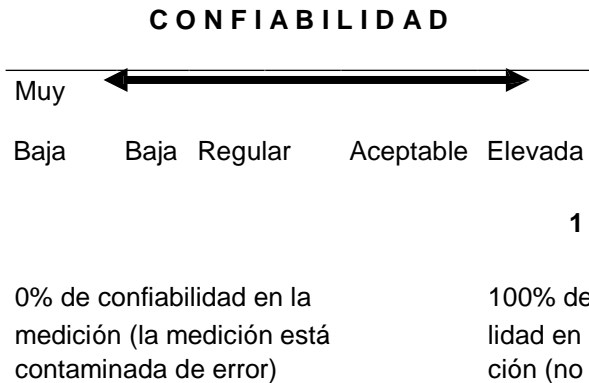 C O N F I A B I L I D A D
Muy
Baja Baja Regular Aceptable Elevada
1
0% de confiabilidad en la 100% de
medición (la medición está lidad en
contaminada de error) ción (no